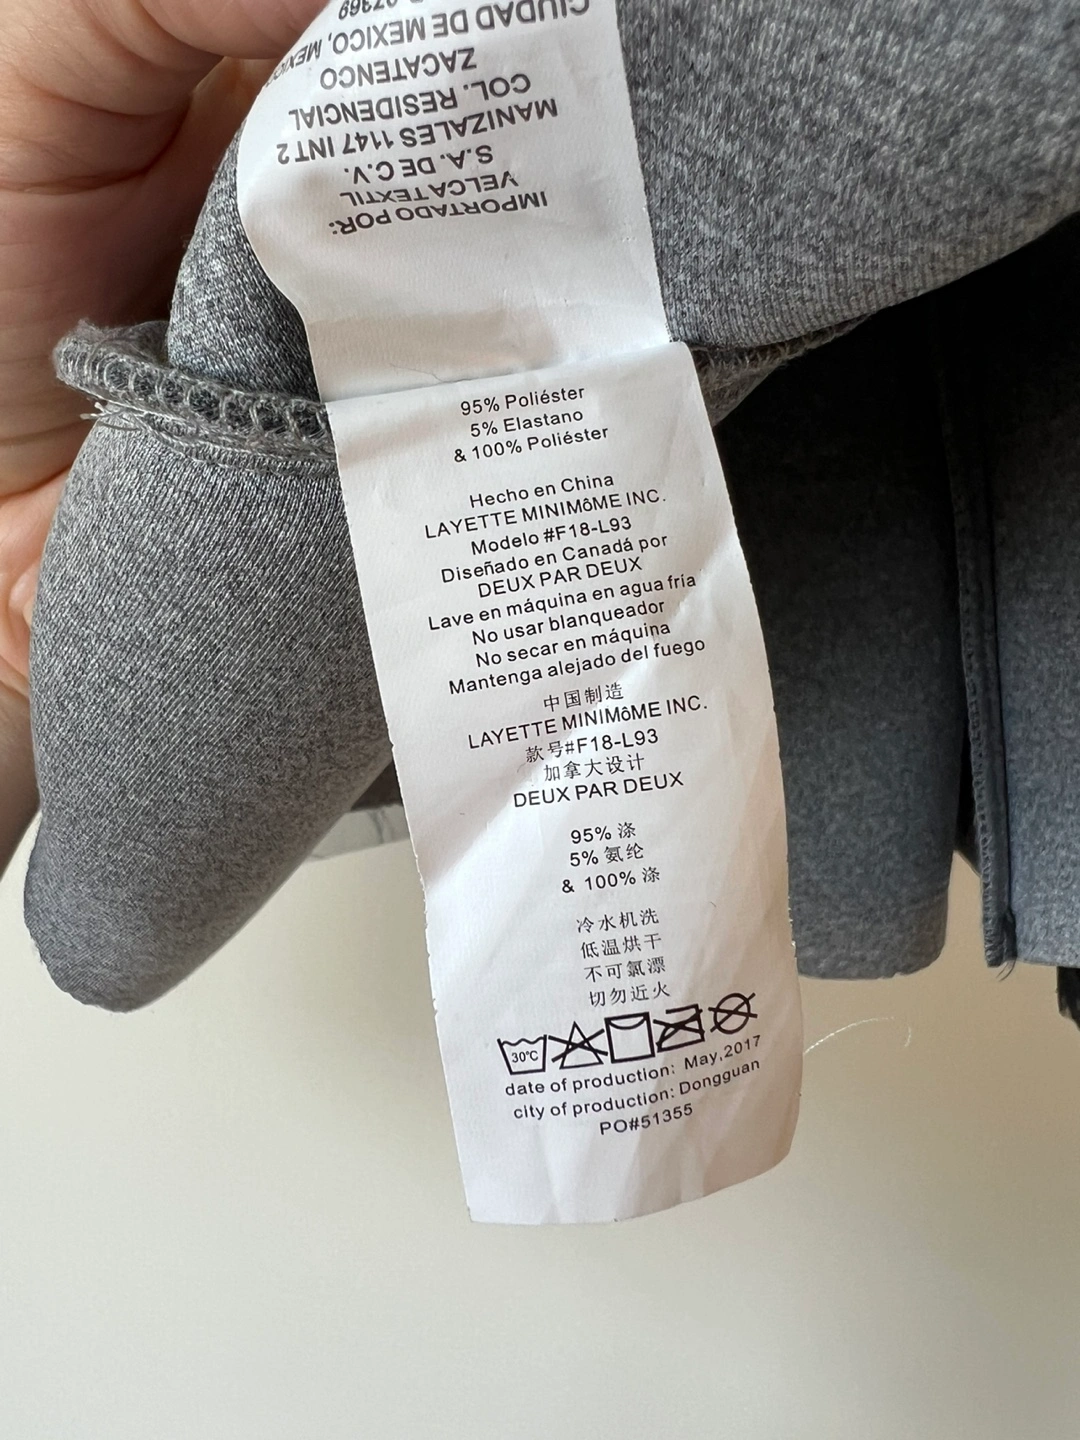 IMPORTADO POR:
VELCATEXTIL
S.A. DE C.V.
MANIZALES 1147 INT 2
COL. RESIDENCIAL
ZACATENCO
CIUDAD DE MEXICO, MEXICO
07369
95% Poliéster
5% Elastano
& 100% Poliéster
Hecho en China
LAYETTE MINIMôME INC.
Modelo #F18-L93
Diseñado en Canadá por
DEUX PAR DEUX
Lave en máquina en agua fría
No usar blanqueador
No secar en máquina
Mantenga alejado del fuego
中国制造
LAYETTE MINIMôME INC.
款号#F18-L93
加拿大设计
DEUX PAR DEUX
95% 涤
5% 氨纶
& 100% 涤
冷水机洗
低温烘干
不可氯漂
切勿近火
30℃
date of production: May,2017
city of production: Dongguan
PO#51355